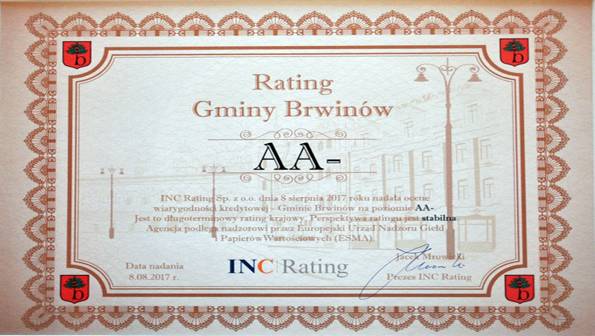 b
b
Rating
Gminy Brwinów
AA-
INC Rating Sp. z o.o. dnia 8 sierpnia 2017 roku nadała ocenę
wiarygodności kredytowej - Gminie Brwinów na poziomie AA-
Jest to długoterminowy rating krajowy, Perspektywa ratingu jest stabilna
Agencja podlega nadzorowi przez Europejski Urząd Nadzoru Giełd
i Papierów Wartościowych (ESMA).
Data nadania
8.08.2017 r.
INC Rating
Jacek Mrowicki
Prezes INC Rating
b
b